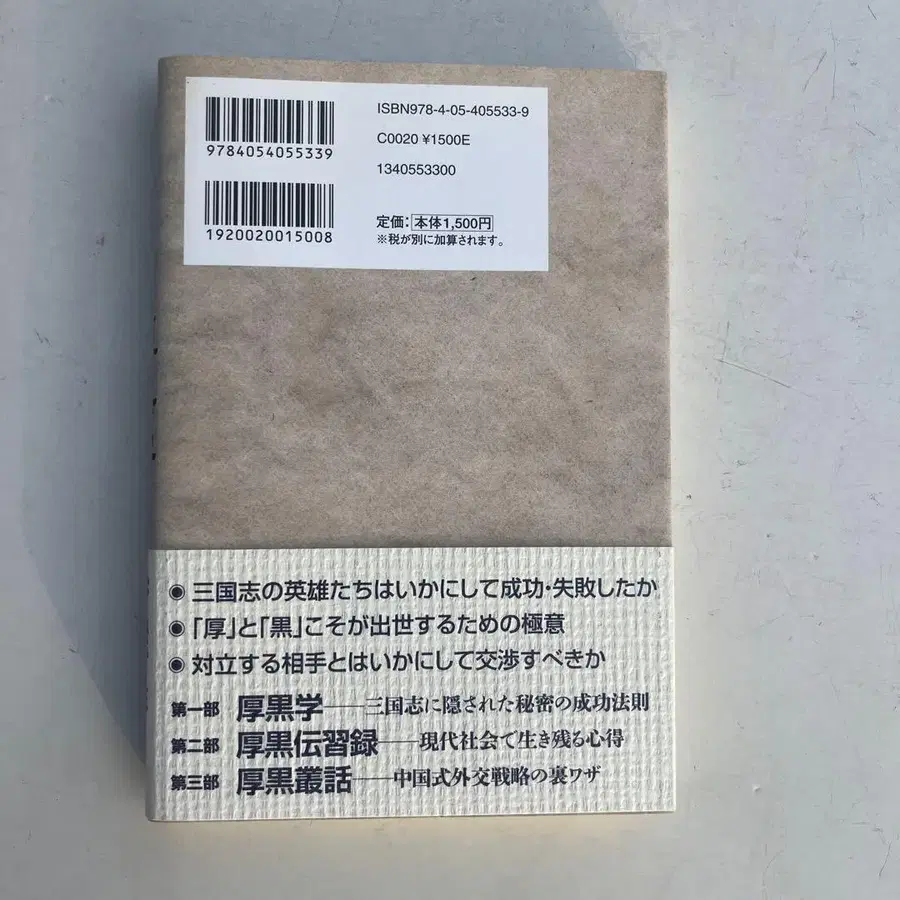 ISBN978-4-05-405533-9
C0020 ¥1500E
1340553300
9784054055339
1920020015008
定価：本体1,500円
※税が別に加算されます。
◉ 三国志の英雄たちはいかにして成功・失敗したか
◉ 「厚」と「黒」こそが出世するための極意
◉ 対立する相手とはいかにして交渉すべきか
第一部 厚黒学——三国志に隠された秘密の成功法則
第二部 厚黒伝習録——現代社会で生き残る心得
第三部 厚黒叢話——中国式外交戦略の裏ワザ